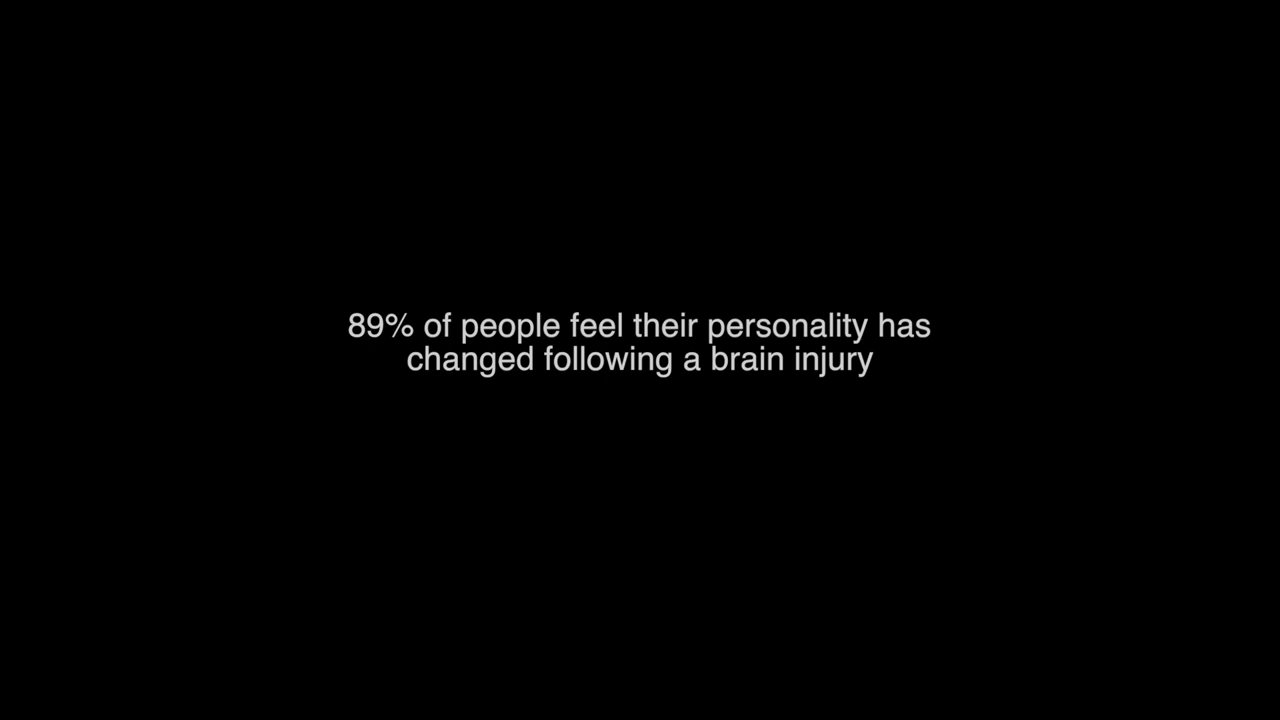 89% of people feel their personality has
changed following a brain injury